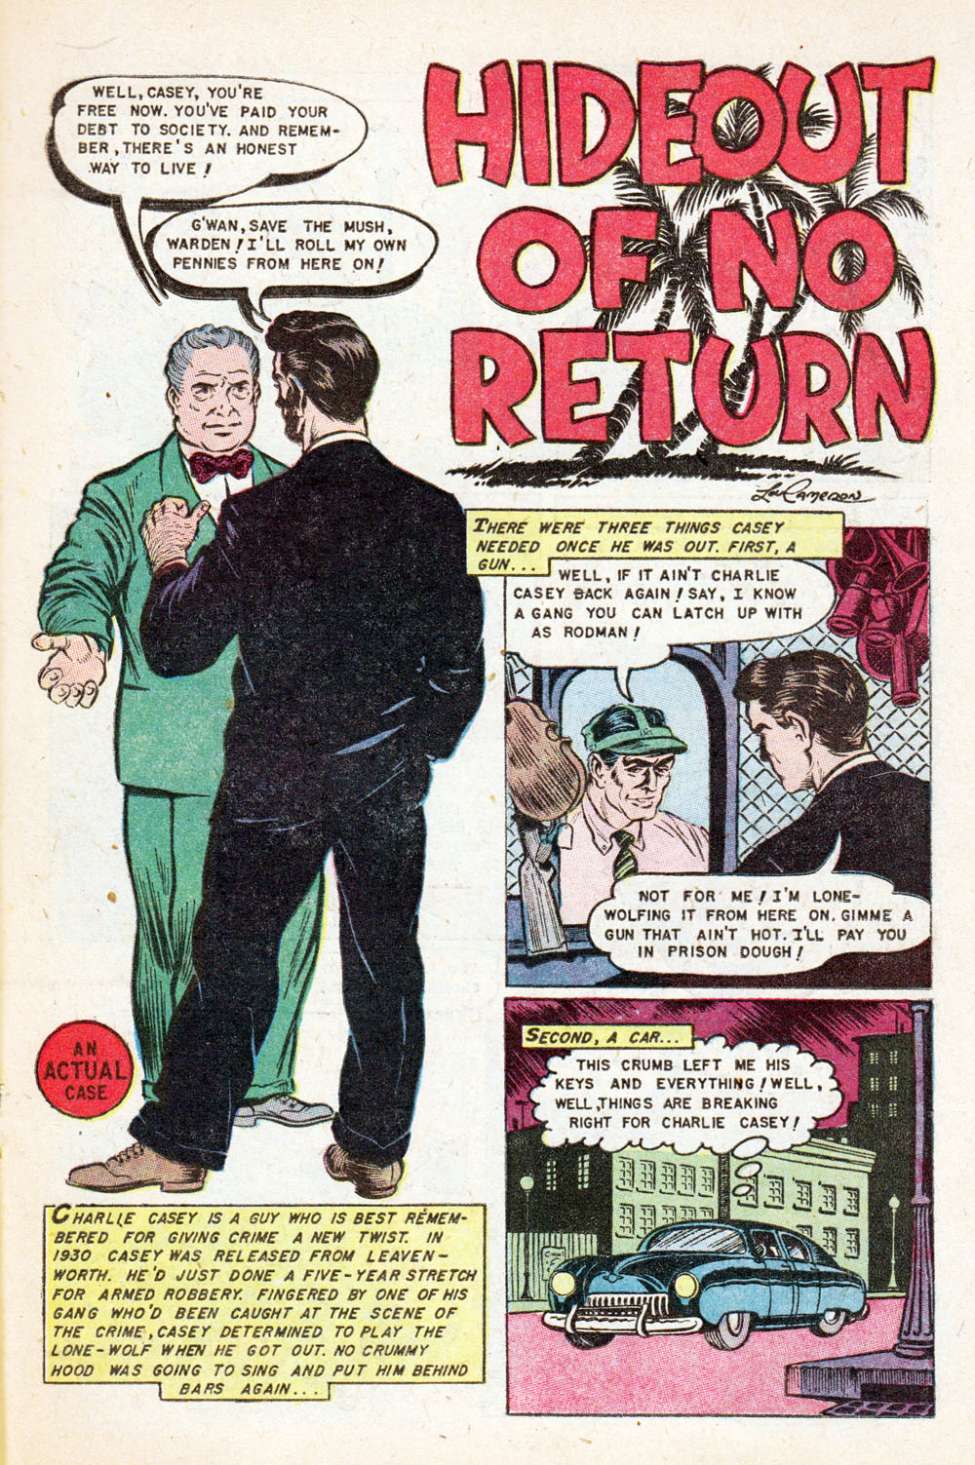 HIDEOUT
OF NO
RETURN
WELL, CASEY, YOU'RE
FREE NOW. YOU'VE PAID YOUR
DEBT TO SOCIETY. AND REMEM-
BER, THERE'S AN HONEST
WAY TO LIVE!
G'WAN, SAVE THE MUSH,
WARDEN! I'LL ROLL MY OWN
PENNIES FROM HERE ON!
Lou Cameron
AN
ACTUAL
CASE
CHARLIE CASEY IS A GUY WHO IS BEST REMEM-
BERED FOR GIVING CRIME A NEW TWIST. IN
1930 CASEY WAS RELEASED FROM LEAVEN-
WORTH. HE'D JUST DONE A FIVE-YEAR STRETCH
FOR ARMED ROBBERY. FINGERED BY ONE OF HIS
GANG WHO'D BEEN CAUGHT AT THE SCENE OF
THE CRIME, CASEY DETERMINED TO PLAY THE
LONE-WOLF WHEN HE GOT OUT. NO CRUMMY
HOOD WAS GOING TO SING AND PUT HIM BEHIND
BARS AGAIN...
THERE WERE THREE THINGS CASEY
NEEDED ONCE HE WAS OUT. FIRST, A
GUN...
WELL, IF IT AIN'T CHARLIE
CASEY BACK AGAIN! SAY, I KNOW
A GANG YOU CAN LATCH UP WITH
AS RODMAN!
NOT FOR ME! I'M LONE-
WOLFING IT FROM HERE ON. GIMME A
GUN THAT AIN'T HOT. I'LL PAY YOU
IN PRISON DOUGH!
SECOND, A CAR...
THIS CRUMB LEFT ME HIS
KEYS AND EVERYTHING! WELL,
WELL, THINGS ARE BREAKING
RIGHT FOR CHARLIE CASEY!